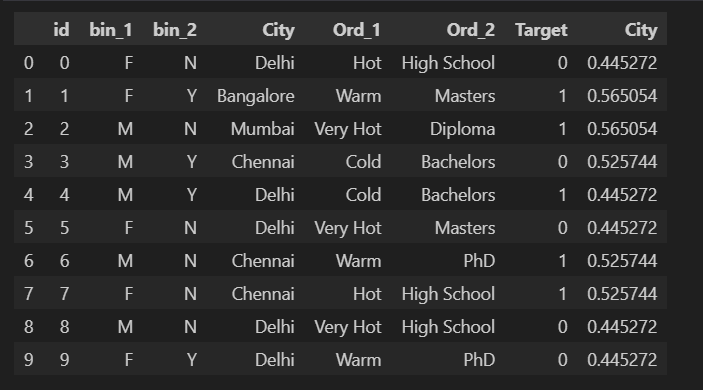 id bin_1 bin_2 City Ord_1 Ord_2 Target City
0 0 F N Delhi Hot High School 0 0.445272
1 1 F Y Bangalore Warm Masters 1 0.565054
2 2 M N Mumbai Very Hot Diploma 1 0.565054
3 3 M Y Chennai Cold Bachelors 0 0.525744
4 4 M Y Delhi Cold Bachelors 1 0.445272
5 5 F N Delhi Very Hot Masters 0 0.445272
6 6 M N Chennai Warm PhD 1 0.525744
7 7 F N Chennai Hot High School 1 0.525744
8 8 M N Delhi Very Hot High School 0 0.445272
9 9 F Y Delhi Warm PhD 0 0.445272